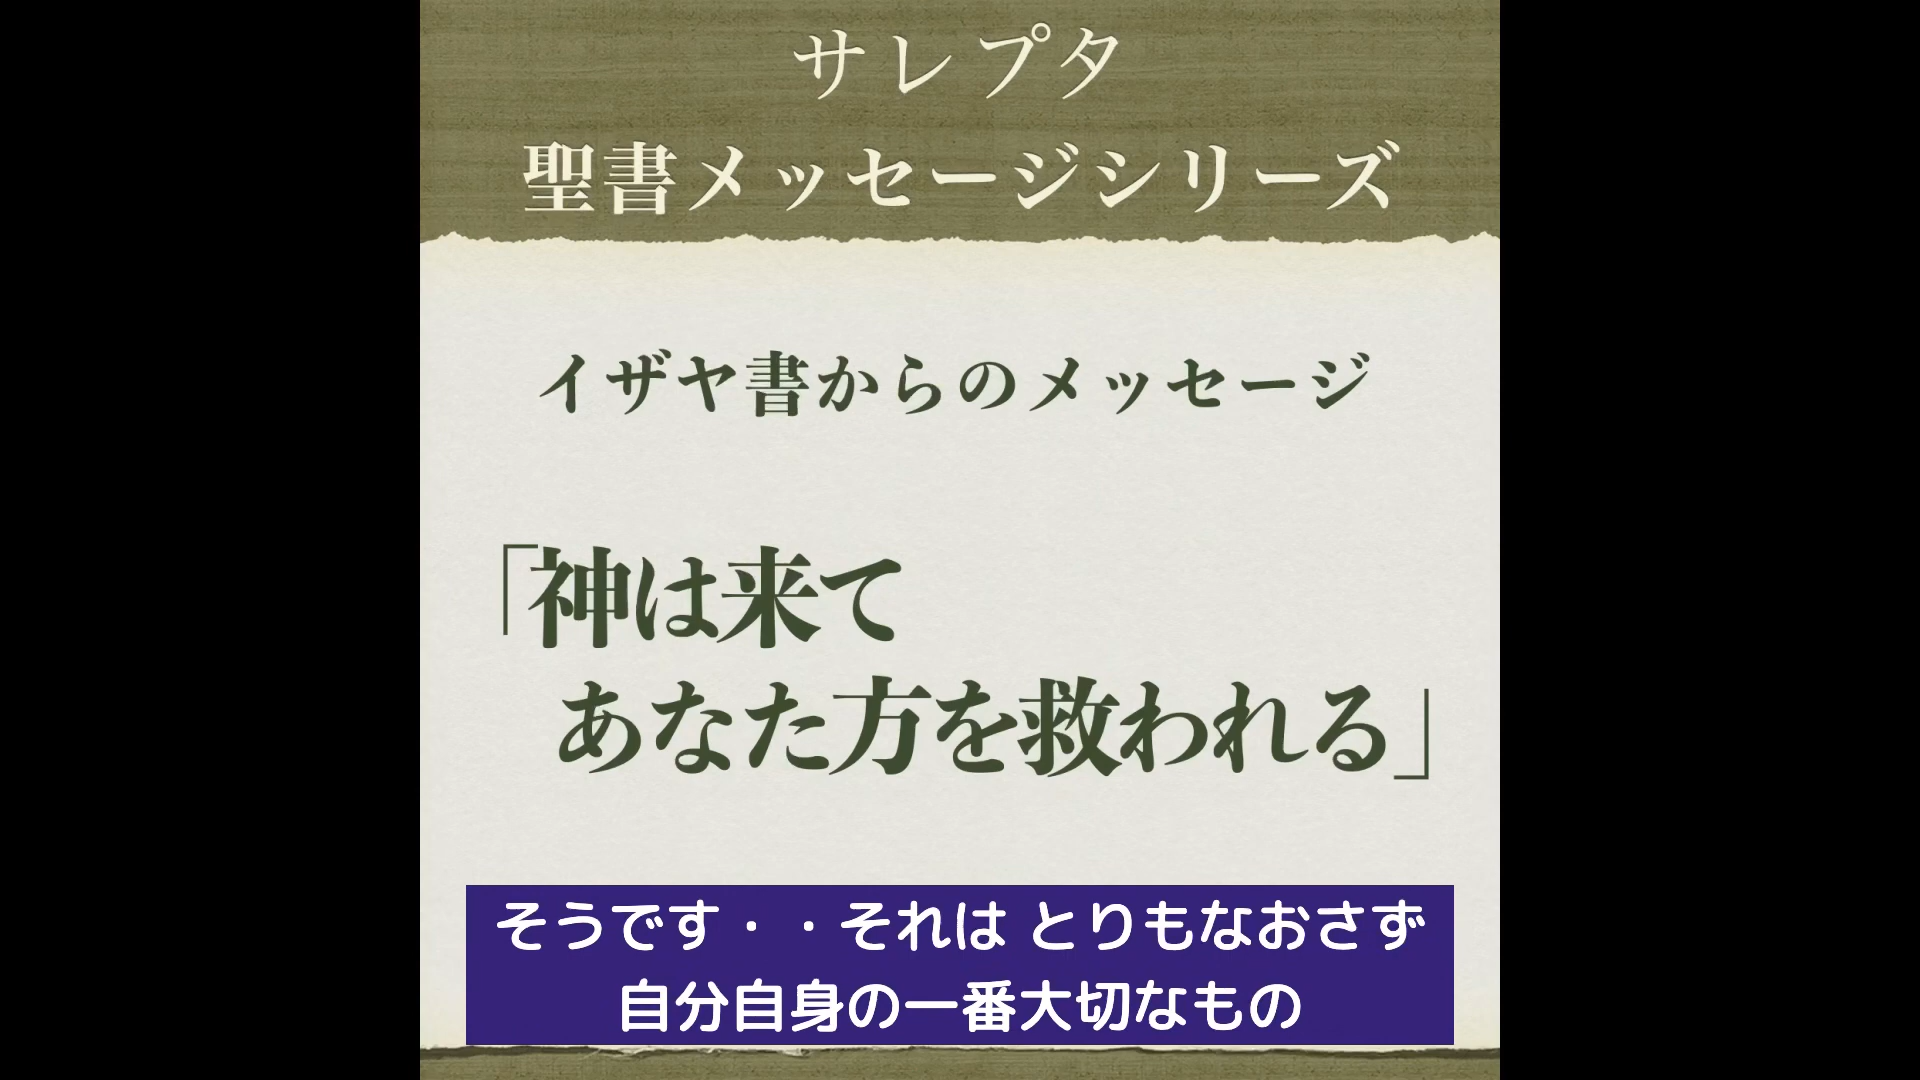 サレプタ
聖書メッセージシリーズ
イザヤ書からのメッセージ
「神は来て
あなた方を救われる」
そうです・・それは とりもなおさず
自分自身の一番大切なもの